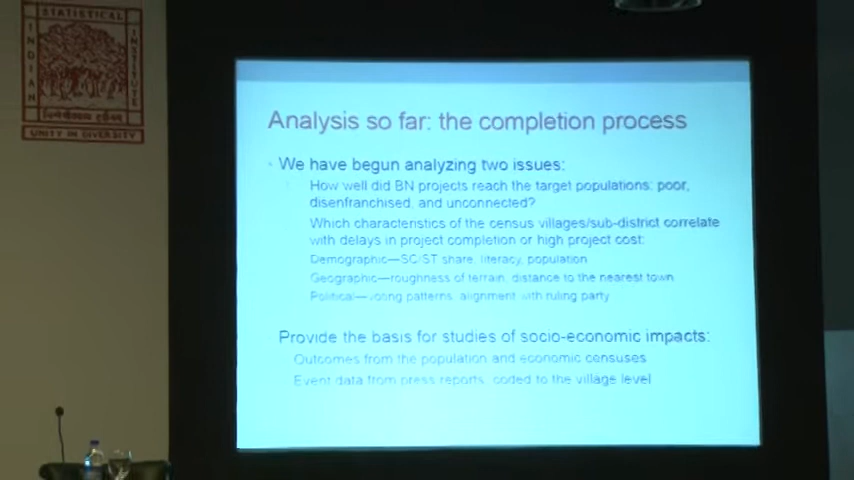 STATISTICAL
INDIAN
INSTITUTE
UNITY IN DIVERSITY
Analysis so far: the completion process
We have begun analyzing two issues:
How well did BN projects reach the target populations: poor,
disenfranchised, and unconnected?
Which characteristics of the census villages/sub-district correlate
with delays in project completion or high project cost:
Demographic—SC/ST share, literacy, population
Geographic—roughness of terrain, distance to the nearest town
Political—voting patterns, alignment with ruling party
Provide the basis for studies of socio-economic impacts:
Outcomes from the population and economic censuses
Event data from press reports, coded to the village level